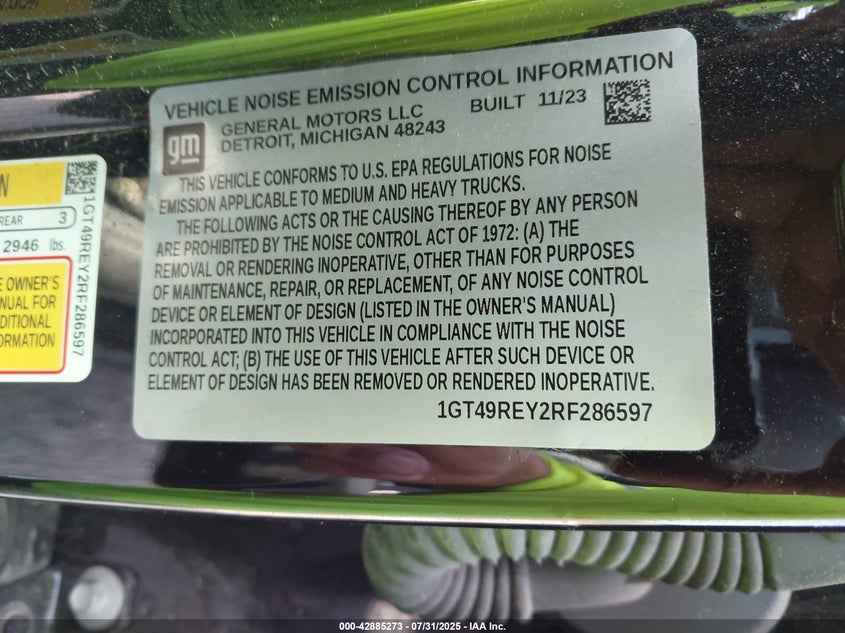 VEHICLE NOISE EMISSION CONTROL INFORMATION
gm
GENERAL MOTORS LLC
DETROIT, MICHIGAN 48243
BUILT 11/23
THIS VEHICLE CONFORMS TO U.S. EPA REGULATIONS FOR NOISE
EMISSION APPLICABLE TO MEDIUM AND HEAVY TRUCKS.
THE FOLLOWING ACTS OR THE CAUSING THEREOF BY ANY PERSON
ARE PROHIBITED BY THE NOISE CONTROL ACT OF 1972: (A) THE
REMOVAL OR RENDERING INOPERATIVE, OTHER THAN FOR PURPOSES
OF MAINTENANCE, REPAIR, OR REPLACEMENT, OF ANY NOISE CONTROL
DEVICE OR ELEMENT OF DESIGN (LISTED IN THE OWNER'S MANUAL)
INCORPORATED INTO THIS VEHICLE IN COMPLIANCE WITH THE NOISE
CONTROL ACT; (B) THE USE OF THIS VEHICLE AFTER SUCH DEVICE OR
ELEMENT OF DESIGN HAS BEEN REMOVED OR RENDERED INOPERATIVE.
1GT49REY2RF286597
N
REAR 3
2946 lbs.
E OWNER'S
NUAL FOR
DITIONAL
ORMATION
1GT49REY2RF286597
000-42885273 - 07/31/2025 - IAA Inc.